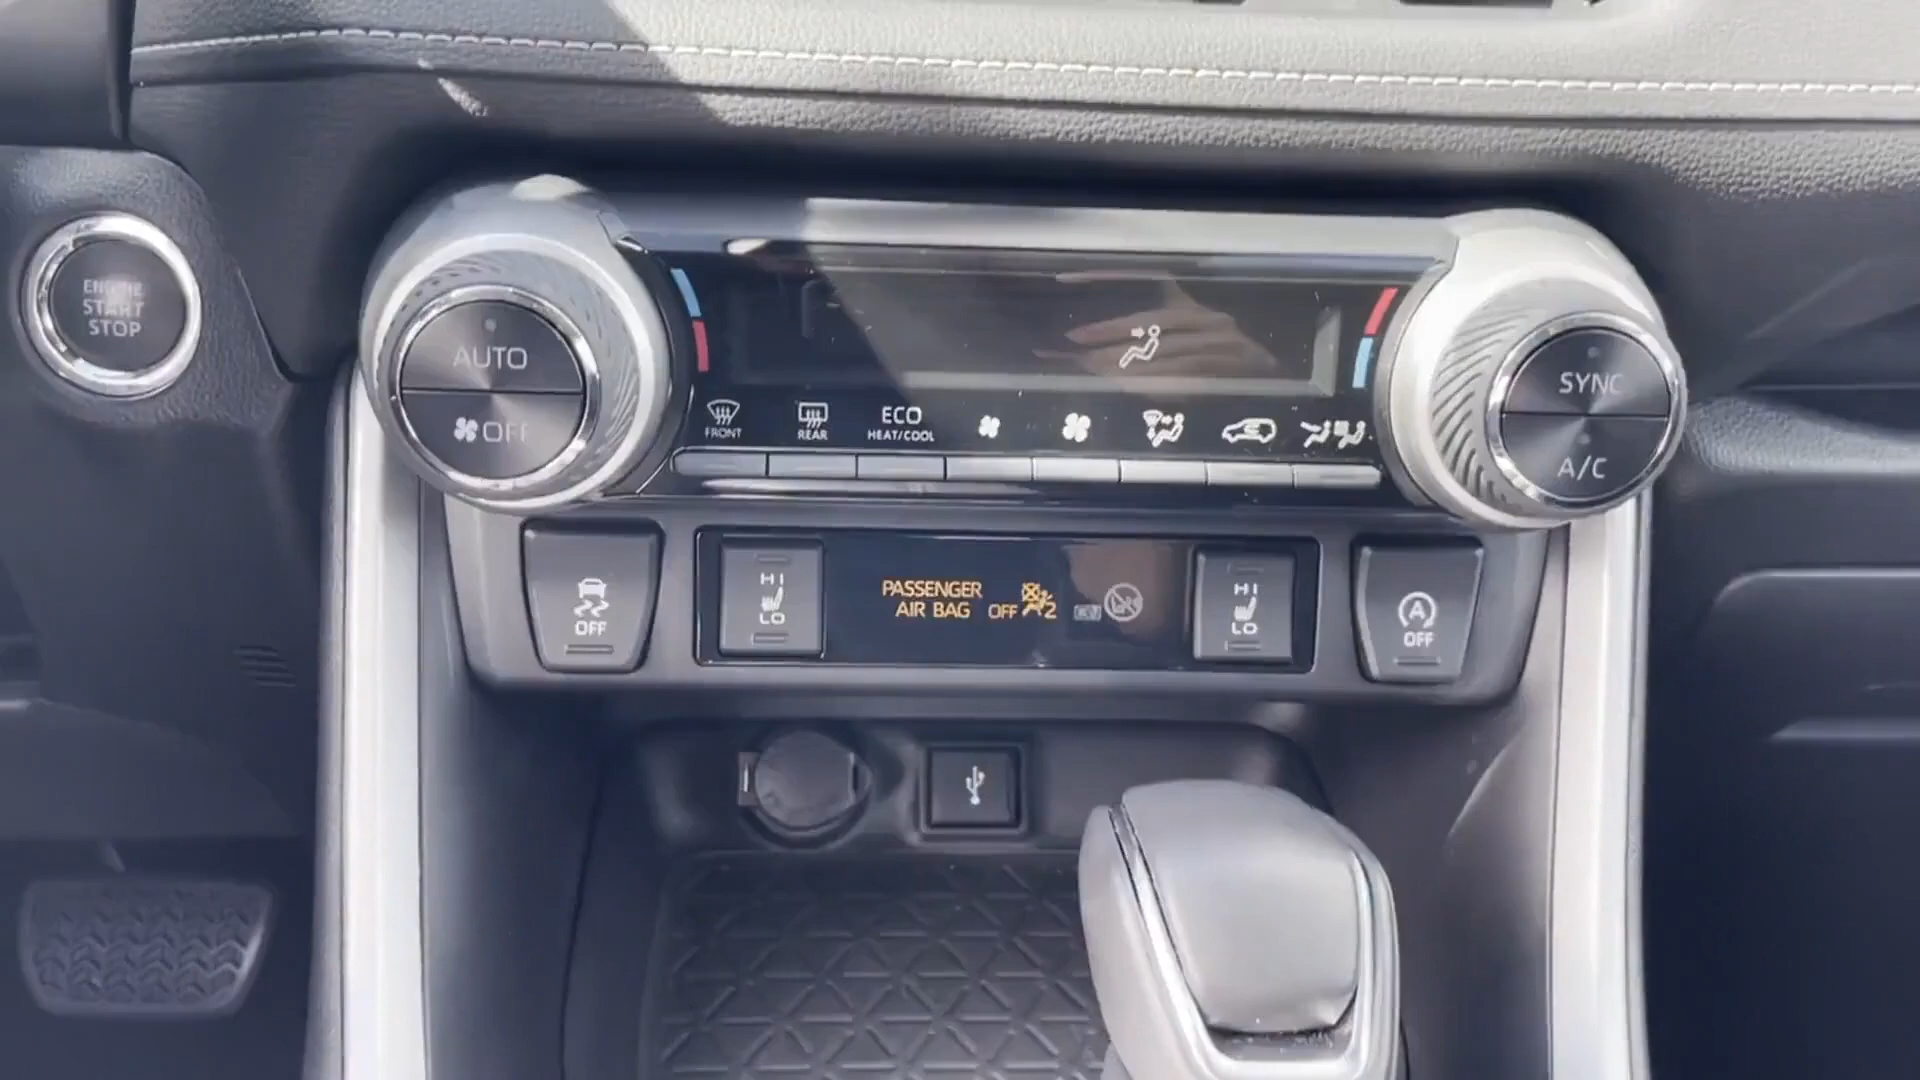 ENGINE
START
STOP
AUTO
OFF
FRONT
REAR
ECO
HEAT/COOL
SYNC
A/C
OFF
HI
LO
PASSENGER
AIR BAG OFF 2
HI
LO
A
OFF